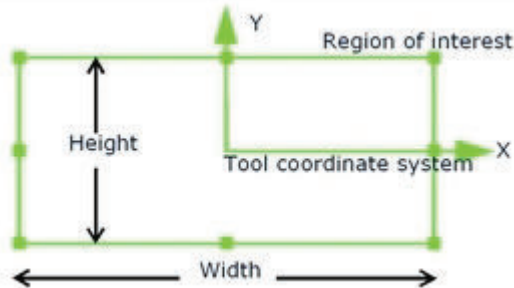 Y
Region of interest
Height
X
Tool coordinate system
Width